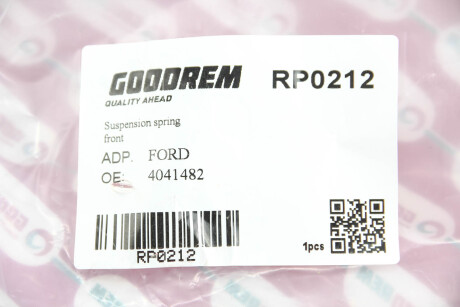 GOODREM
QUALITY AHEAD
RP0212
Suspension spring
front
ADP. FORD
OE: 4041482
RP0212
1pcs